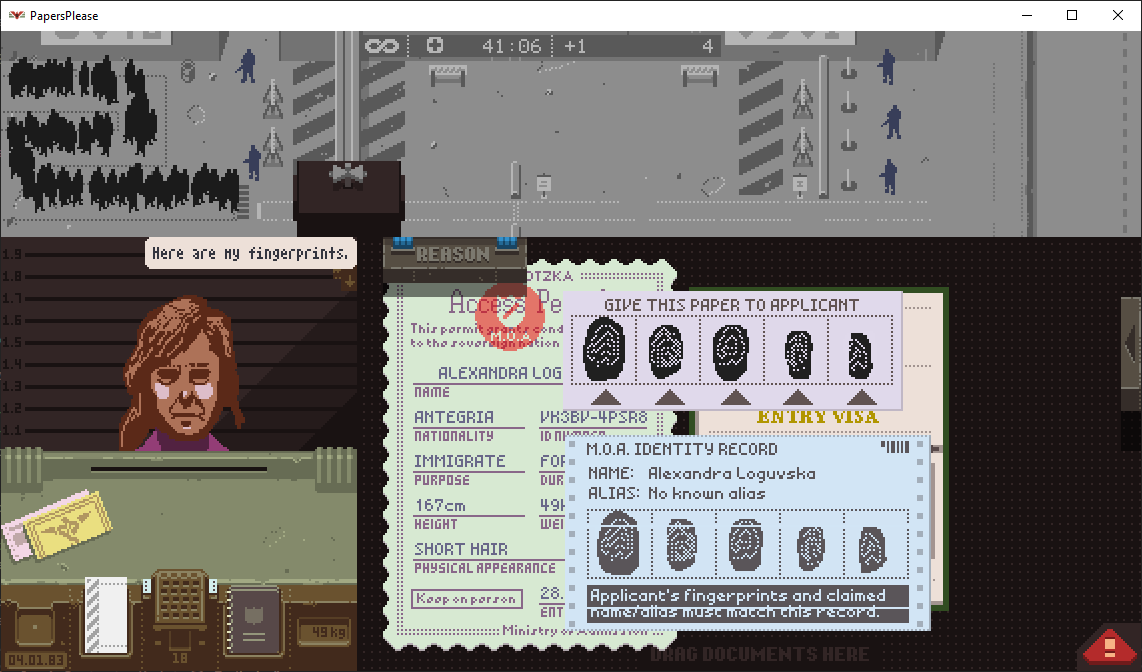 PapersPlease
41:06 +1 4
Here are my fingerprints.
1.9
1.8
1.7
1.6
1.5
1.4
1.3
1.2
1.1
REASON
Access Pe
M.O.A
This permit grants cond
to the sovereign nation
ALEXANDRA LOG
NAME
ANTEGRIA VK3BV-4PSR8
NATIONALITY ID NUMBER
IMMIGRATE FOR
PURPOSE DUR
167cm 49k
HEIGHT WEI
SHORT HAIR
PHYSICAL APPEARANCE
Keep on person 28.
ENT
Ministry of Admission
GIVE THIS PAPER TO APPLICANT
ENTRY VISA
M.O.A. IDENTITY RECORD
NAME: Alexandra Loguvska
ALIAS: No known alias
Applicant's fingerprints and claimed
name/alias must match this record.
DRAG DOCUMENTS HERE
04.01.83
18
49 kg